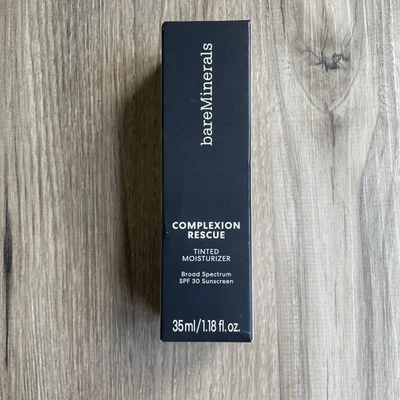 bareMinerals
COMPLEXION
RESCUE
TINTED
MOISTURIZER
Broad Spectrum
SPF 30 Sunscreen
35ml/1.18 fl.oz.